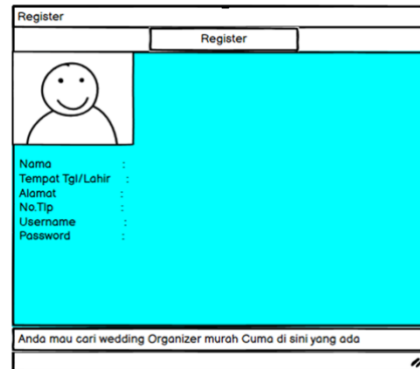 Register
Register
Nama :
Tempat Tgl/Lahir :
Alamat :
No.Tlp :
Username :
Password :
Anda mau cari wedding Organizer murah Cuma di sini yang ada